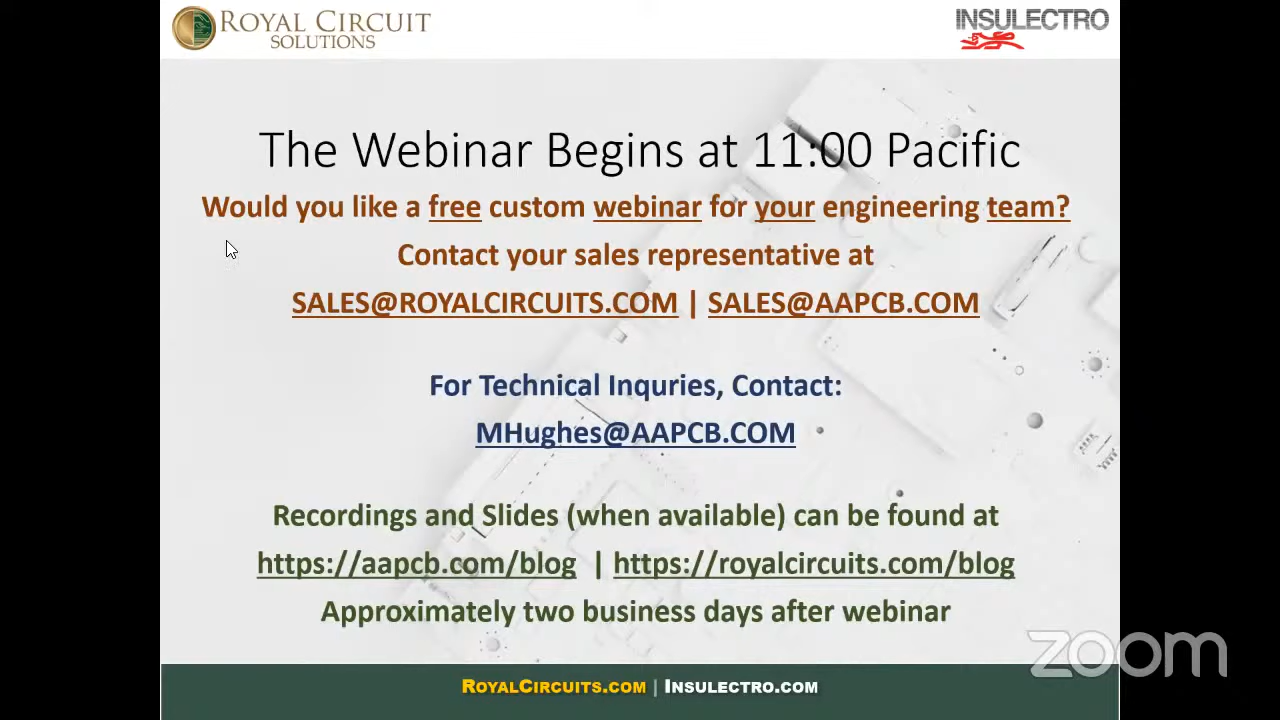 ROYAL CIRCUIT
SOLUTIONS
INSULECTRO
The Webinar Begins at 11:00 Pacific
Would you like a free custom webinar for your engineering team?
Contact your sales representative at
SALES@ROYALCIRCUITS.COM | SALES@AAPCB.COM
For Technical Inquries, Contact:
MHughes@AAPCB.COM
Recordings and Slides (when available) can be found at
https://aapcb.com/blog | https://royalcircuits.com/blog
Approximately two business days after webinar
zoom
ROYALCIRCUITS.COM | INSULECTRO.COM